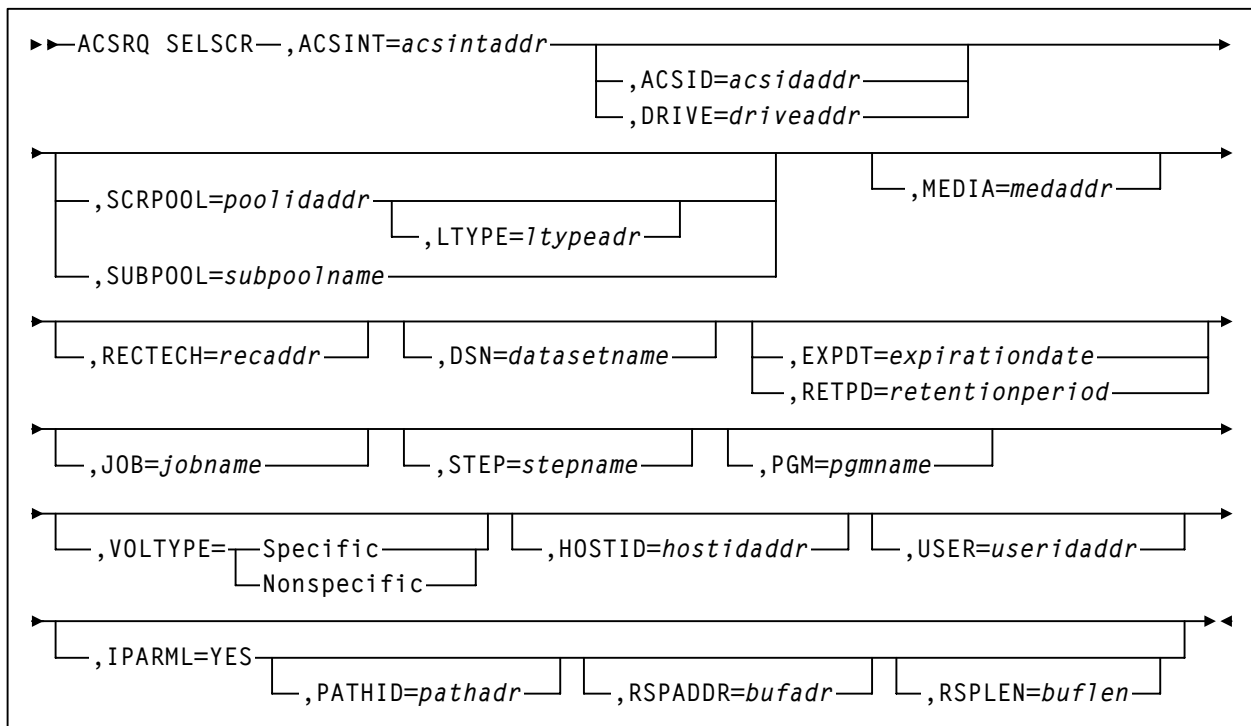 ACSRQ SELSCR ,ACSINT=acsintaddr
,ACSID=acsidaddr
,DRIVE=driveaddr
,SCRPOOL=poolidaddr
,LTYPE=ltypeadr
,SUBPOOL=subpoolname
,MEDIA=medaddr
,RECTECH=recaddr
,DSN=datasetname
,EXPDT=expirationdate
,RETPD=retentionperiod
,JOB=jobname
,STEP=stepname
,PGM=pgmname
,VOLTYPE= Specific
Nonspecific
,HOSTID=hostidaddr
,USER=useridaddr
,IPARML=YES
,PATHID=pathadr
,RSPADDR=bufadr
,RSPLEN=buflen